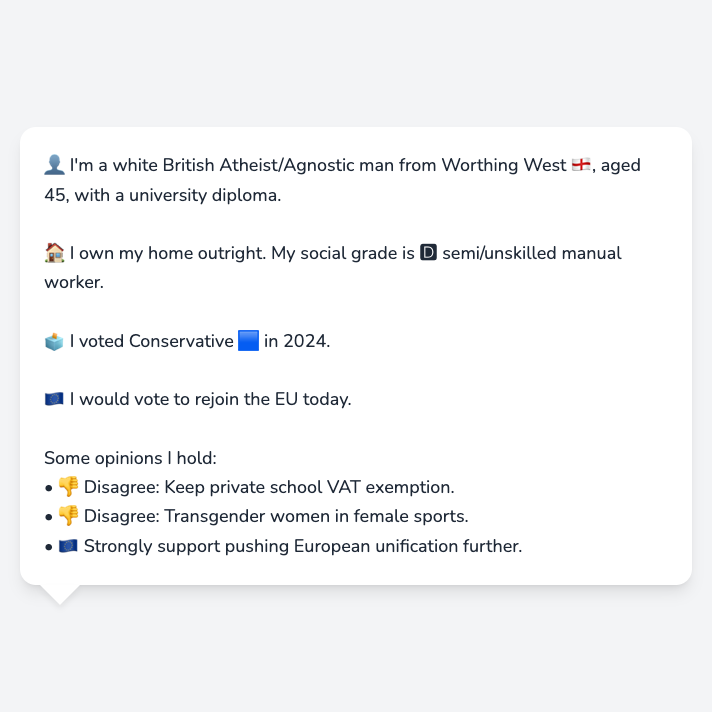 👤 I'm a white British Atheist/Agnostic man from Worthing West 🏴󠁧󠁢󠁥󠁮󠁧󠁿, aged
45, with a university diploma.
🏠 I own my home outright. My social grade is 🅳 semi/unskilled manual
worker.
🗳️ I voted Conservative 🟦 in 2024.
🇪🇺 I would vote to rejoin the EU today.
Some opinions I hold:
• 👎 Disagree: Keep private school VAT exemption.
• 👎 Disagree: Transgender women in female sports.
• 🇪🇺 Strongly support pushing European unification further.